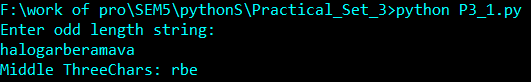 F:\work of pro\SEM5\pythonS\Practical_Set_3>python P3_1.py
Enter odd length string:
halogarberamava
Middle ThreeChars: rbe